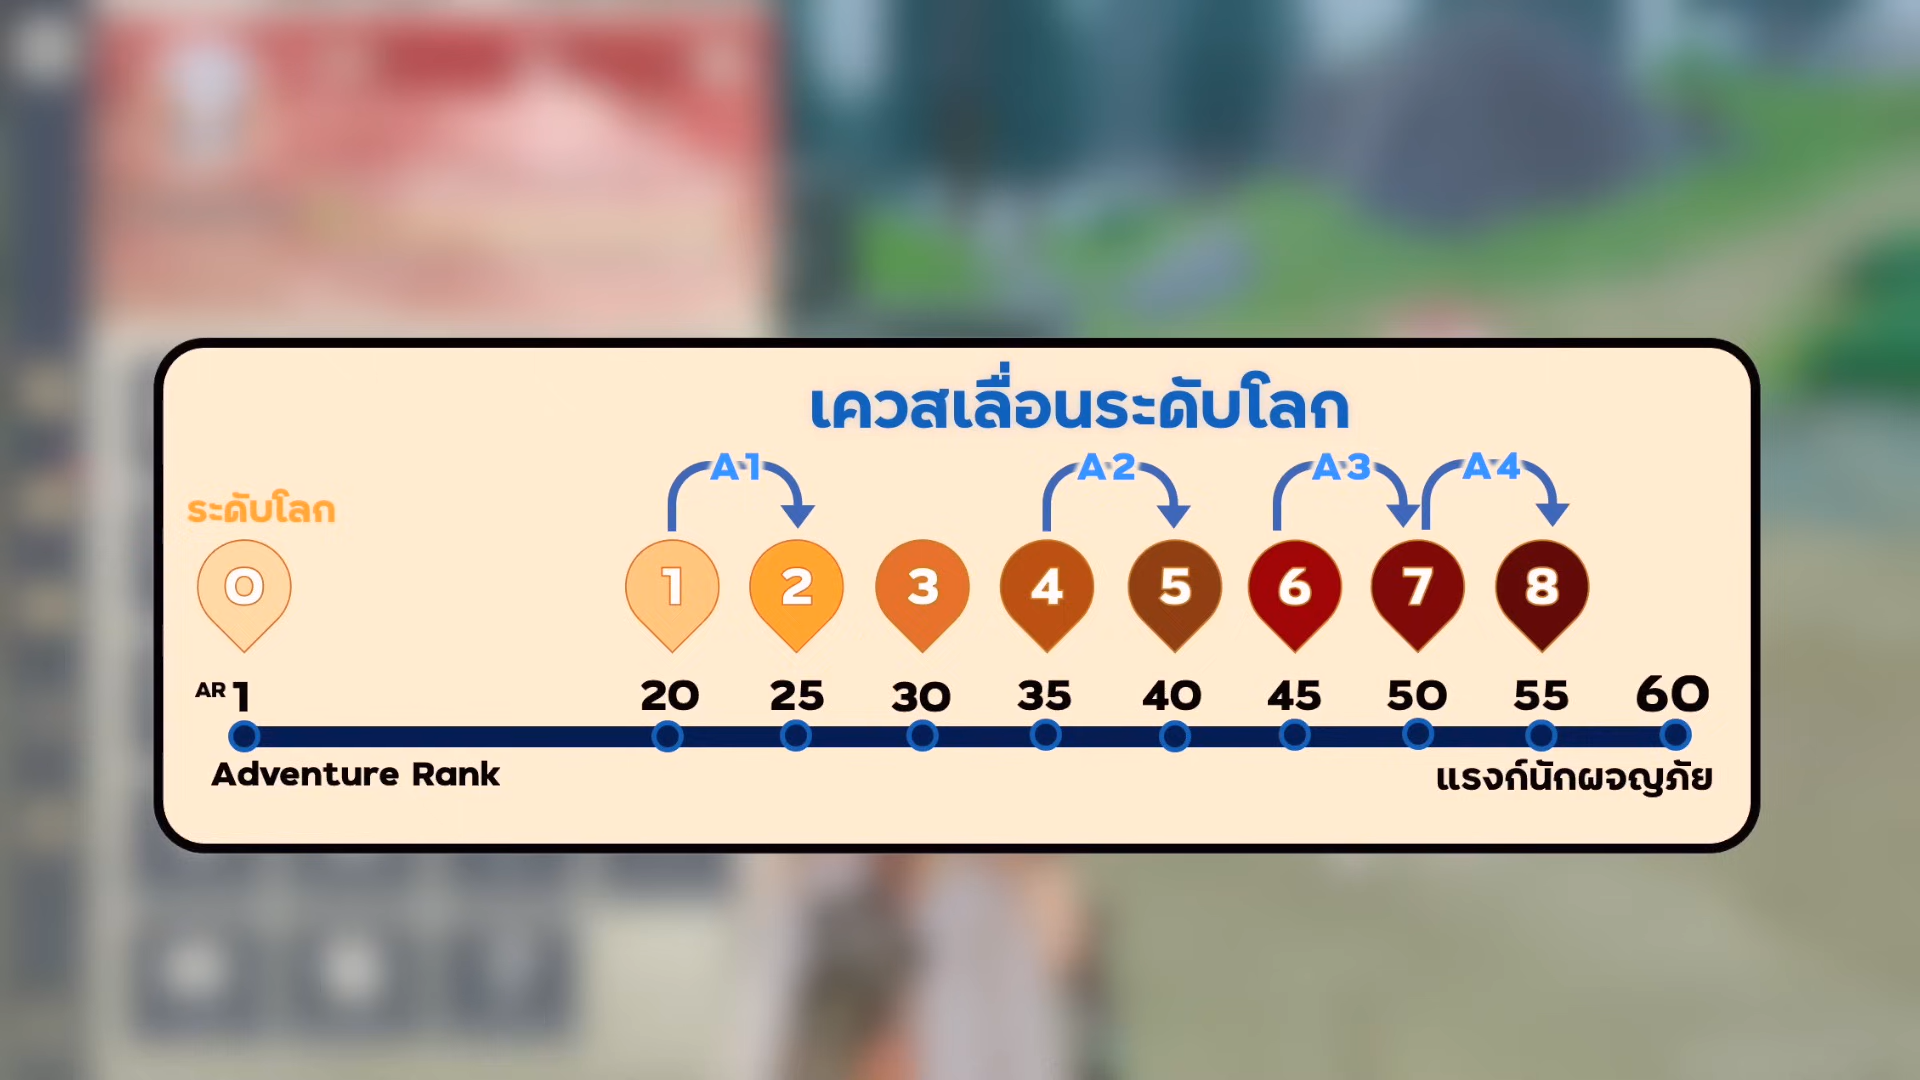 เควสเลื่อนระดับโลก
A1 A2 A3 A4
ระดับโลก
0 1 2 3 4 5 6 7 8
AR 1 20 25 30 35 40 45 50 55 60
Adventure Rank แรงก์นักผจญภัย